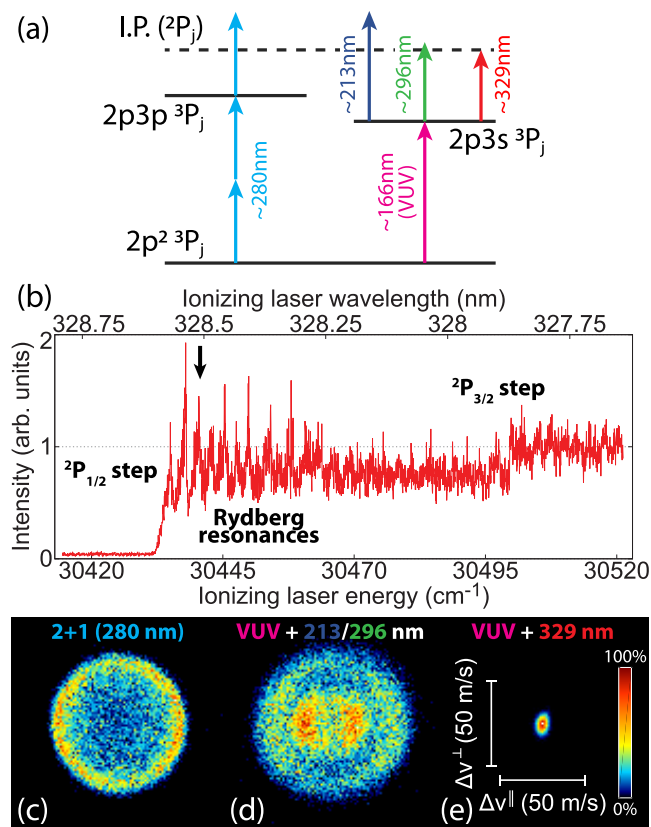 (a)
I.P. (²Pⱼ)
2p3p ³Pⱼ
2p3s ³Pⱼ
2p² ³Pⱼ
~280nm
~213nm
~296nm
~329nm
~166nm
(VUV)
(b)
Ionizing laser wavelength (nm)
328.75 328.5 328.25 328 327.75
Intensity (arb. units)
2
1
0
²P₁/₂ step
²P₃/₂ step
Rydberg
resonances
30420 30445 30470 30495 30520
Ionizing laser energy (cm⁻¹)
2+1 (280 nm)
VUV + 213/296 nm
VUV + 329 nm
100%
0%
Δv⊥ (50 m/s)
Δv∥ (50 m/s)
(c)
(d)
(e)